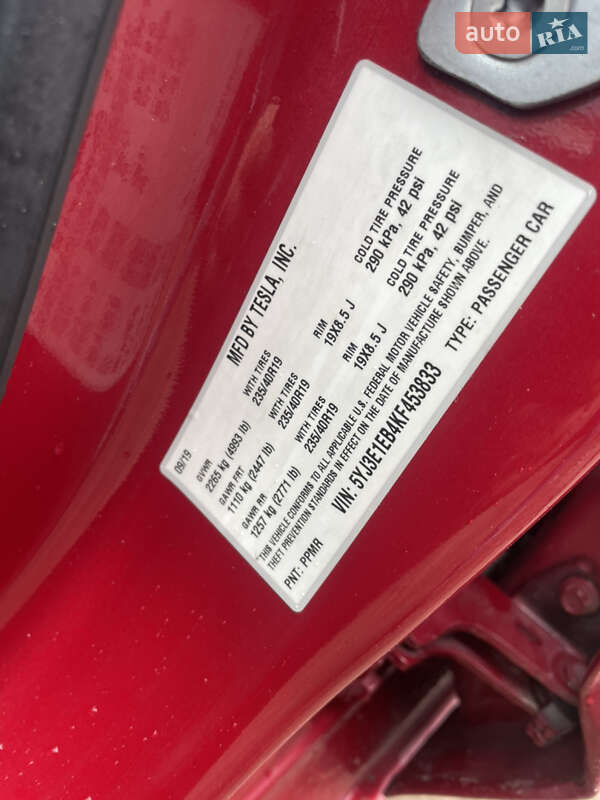 auto RIA .com
MFD BY TESLA, INC.
09/19
GVWR
2265 kg (4993 lb)
WITH TIRES
235/40R19
RIM
19X8.5 J
COLD TIRE PRESSURE
290 kPa, 42 psi
GAWR FRT
1110 kg (2447 lb)
WITH TIRES
235/40R19
RIM
19X8.5 J
COLD TIRE PRESSURE
290 kPa, 42 psi
GAWR RR
1257 kg (2771 lb)
WITH TIRES
235/40R19
*THIS VEHICLE CONFORMS TO ALL APPLICABLE U.S. FEDERAL MOTOR VEHICLE SAFETY, BUMPER, AND
THEFT PREVENTION STANDARDS IN EFFECT ON THE DATE OF MANUFACTURE SHOWN ABOVE.
VIN: 5YJ3E1EB4KF453833
TYPE: PASSENGER CAR
PNT: PPMR